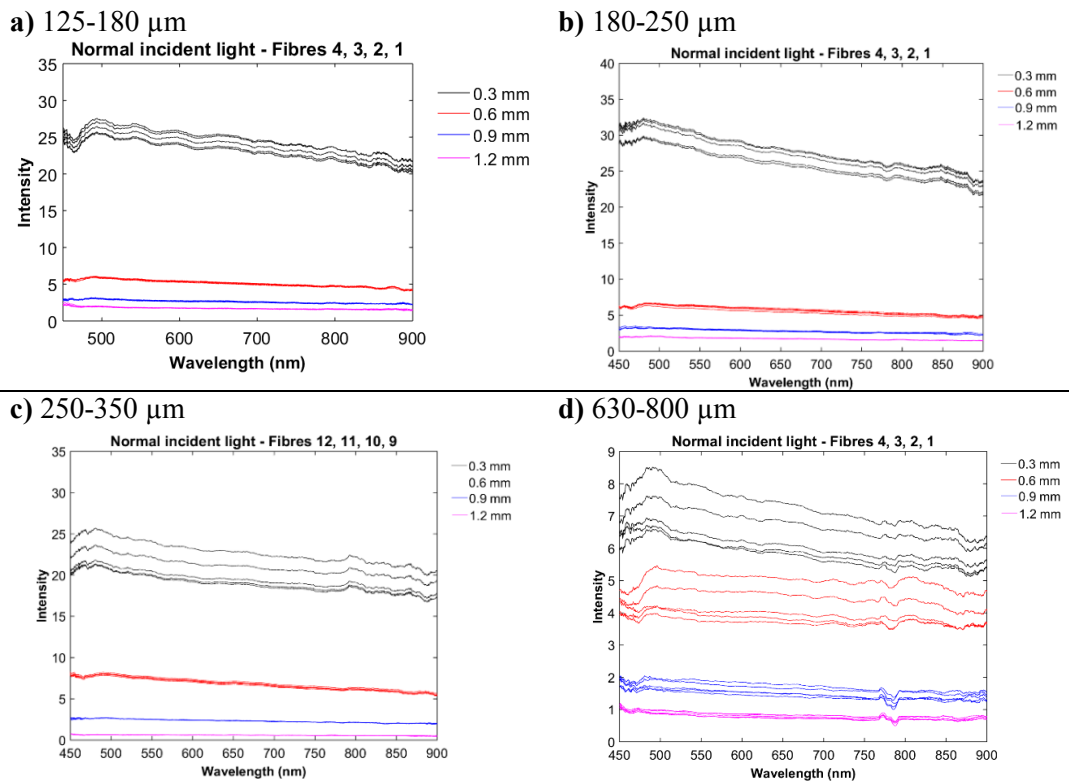 a) 125-180 µm
Normal incident light - Fibres 4, 3, 2, 1
35
30
25
20
15
10
5
0
Intensity
500 600 700 800 900
Wavelength (nm)
0.3 mm
0.6 mm
0.9 mm
1.2 mm
b) 180-250 µm
Normal incident light - Fibres 4, 3, 2, 1
40
35
30
25
20
15
10
5
0
Intensity
450 500 550 600 650 700 750 800 850 900
Wavelength (nm)
0.3 mm
0.6 mm
0.9 mm
1.2 mm
c) 250-350 µm
Normal incident light - Fibres 12, 11, 10, 9
35
30
25
20
15
10
5
0
Intensity
450 500 550 600 650 700 750 800 850 900
Wavelength (nm)
0.3 mm
0.6 mm
0.9 mm
1.2 mm
d) 630-800 µm
Normal incident light - Fibres 4, 3, 2, 1
9
8
7
6
5
4
3
2
1
0
Intensity
450 500 550 600 650 700 750 800 850 900
Wavelength (nm)
0.3 mm
0.6 mm
0.9 mm
1.2 mm